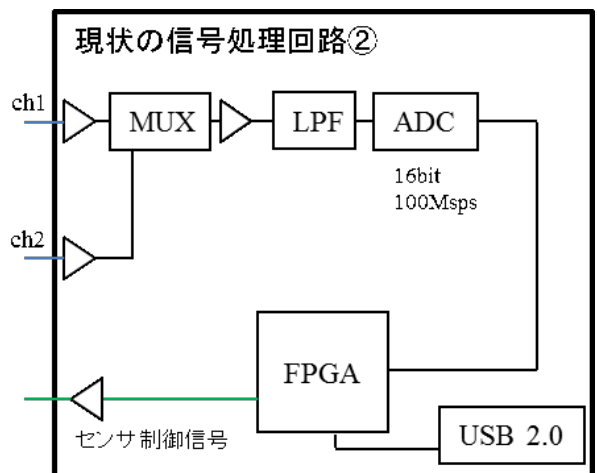 現状の信号処理回路②
ch1
MUX
LPF
ADC
16bit
100Msps
ch2
FPGA
センサ制御信号
USB 2.0